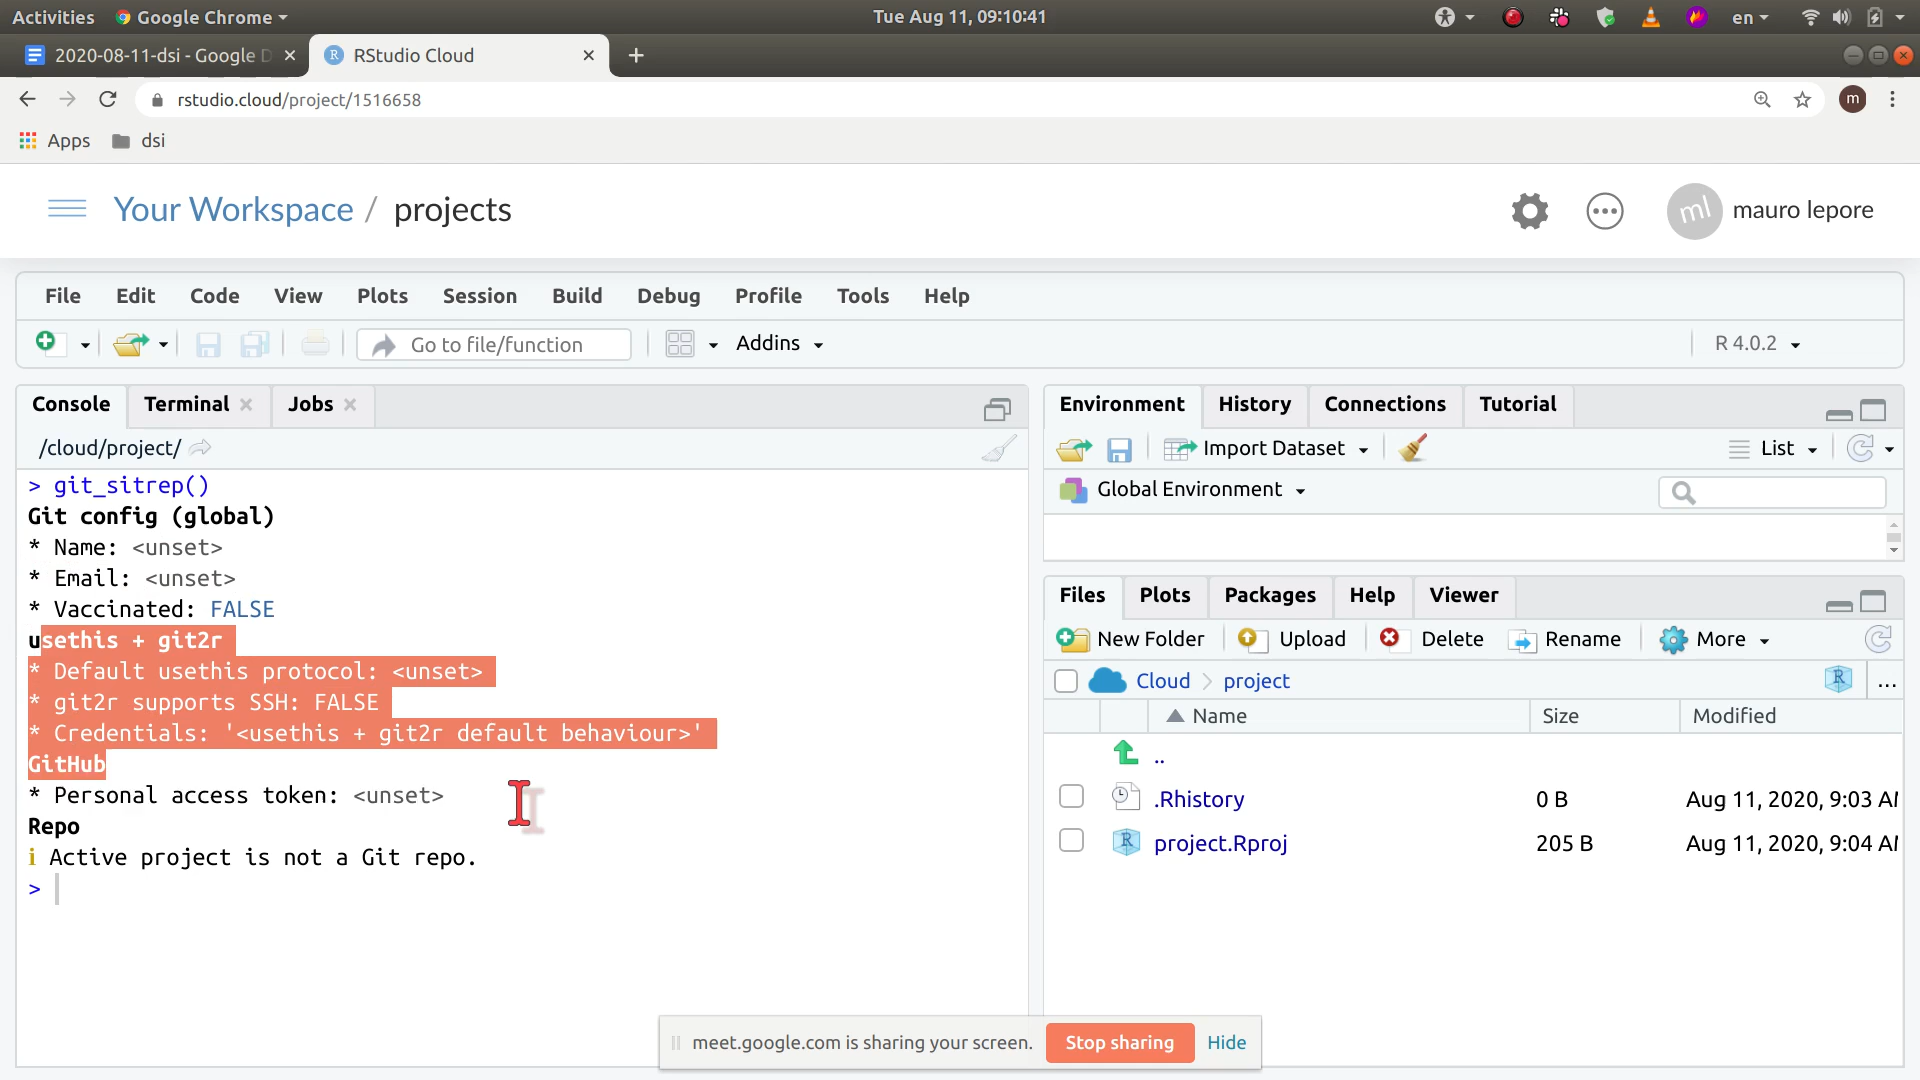 Activities
Google Chrome
Tue Aug 11, 09:10:41
en
2020-08-11-dsi - Google D
RStudio Cloud
rstudio.cloud/project/1516658
m
Apps
dsi
Your Workspace / projects
ml
mauro lepore
File Edit Code View Plots Session Build Debug Profile Tools Help
Go to file/function
Addins
R 4.0.2
Console Terminal Jobs
/cloud/project/
> git_sitrep()
Git config (global)
* Name: <unset>
* Email: <unset>
* Vaccinated: FALSE
usethis + git2r
* Default usethis protocol: <unset>
* git2r supports SSH: FALSE
* Credentials: '<usethis + git2r default behaviour>'
GitHub
* Personal access token: <unset>
Repo
i Active project is not a Git repo.
>
Environment History Connections Tutorial
Import Dataset
List
Global Environment
Files Plots Packages Help Viewer
New Folder Upload Delete Rename More
Cloud > project
R
...
Name Size Modified
..
.Rhistory 0 B Aug 11, 2020, 9:03 AM
project.Rproj 205 B Aug 11, 2020, 9:04 AM
meet.google.com is sharing your screen. Stop sharing Hide